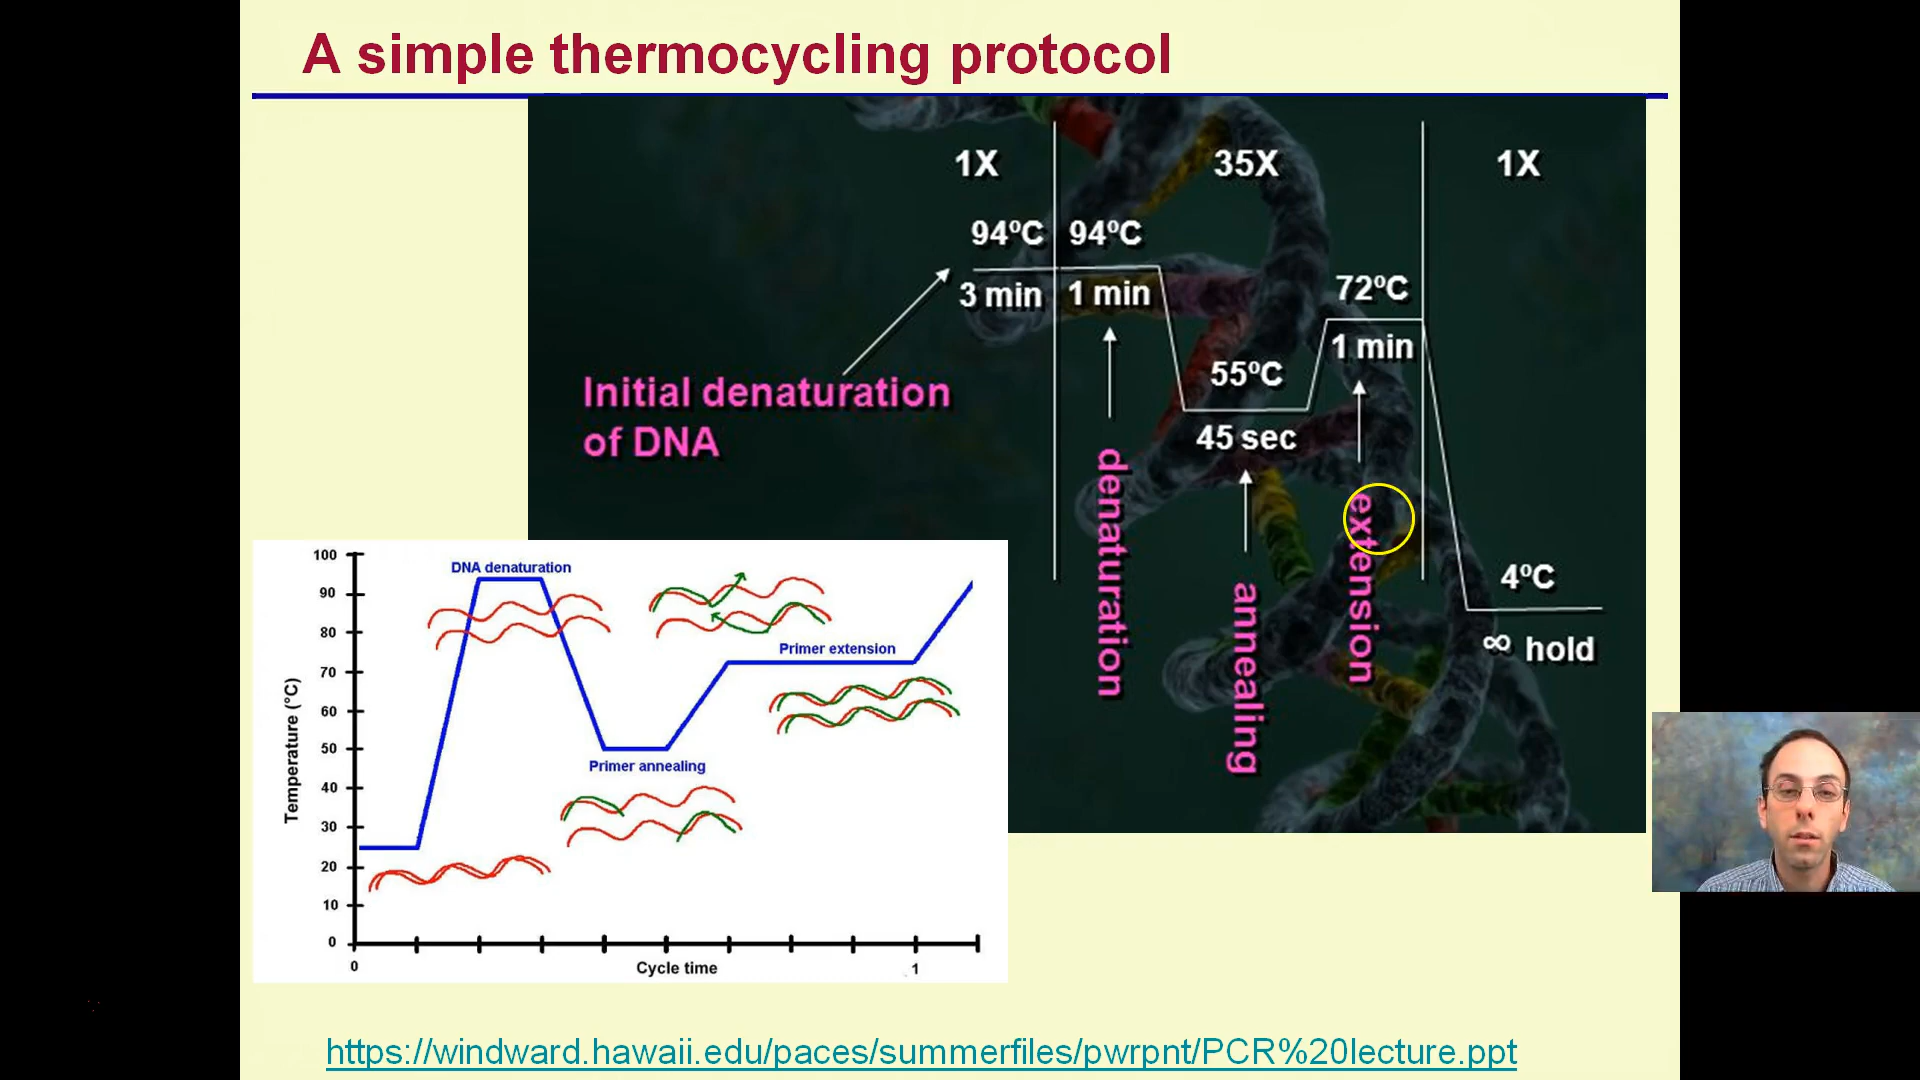 A simple thermocycling protocol
1X
35X
1X
94ºC
94ºC
3 min
1 min
72ºC
1 min
55ºC
45 sec
Initial denaturation
of DNA
denaturation
annealing
extension
4ºC
∞ hold
100
90
80
70
60
50
40
30
20
10
0
Temperature (°C)
DNA denaturation
Primer extension
Primer annealing
0
Cycle time
1
https://windward.hawaii.edu/paces/summerfiles/pwrpnt/PCR%20lecture.ppt